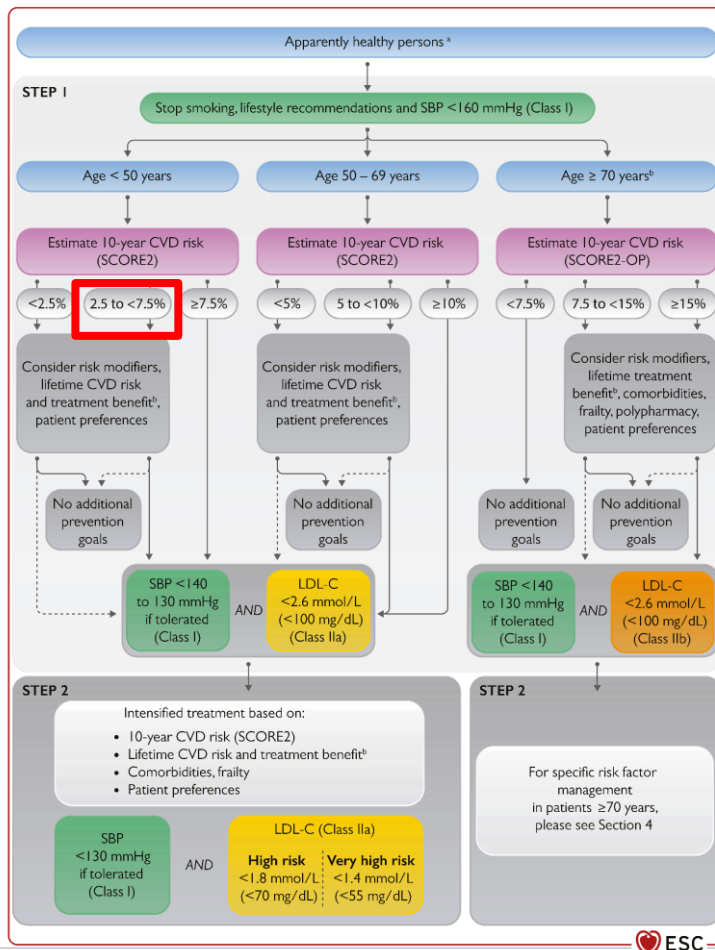 Apparently healthy persons a
STEP 1
Stop smoking, lifestyle recommendations and SBP <160 mmHg (Class I)
Age < 50 years
Age 50 – 69 years
Age ≥ 70 years b
Estimate 10-year CVD risk
(SCORE2)
Estimate 10-year CVD risk
(SCORE2)
Estimate 10-year CVD risk
(SCORE2-OP)
<2.5%
2.5 to <7.5%
≥7.5%
<5%
5 to <10%
≥10%
<7.5%
7.5 to <15%
≥15%
Consider risk modifiers,
lifetime CVD risk
and treatment benefit b,
patient preferences
Consider risk modifiers,
lifetime CVD risk
and treatment benefit b,
patient preferences
Consider risk modifiers,
lifetime treatment
benefit b, comorbidities,
frailty, polypharmacy,
patient preferences
No additional
prevention
goals
No additional
prevention
goals
No additional
prevention
goals
No additional
prevention
goals
SBP <140
to 130 mmHg
if tolerated
(Class I)
AND
LDL-C
<2.6 mmol/L
(<100 mg/dL)
(Class IIa)
SBP <140
to 130 mmHg
if tolerated
(Class I)
AND
LDL-C
<2.6 mmol/L
(<100 mg/dL)
(Class IIb)
STEP 2
Intensified treatment based on:
• 10-year CVD risk (SCORE2)
• Lifetime CVD risk and treatment benefit b
• Comorbidities, frailty
• Patient preferences
SBP
<130 mmHg
if tolerated
(Class I)
AND
LDL-C (Class IIa)
High risk
<1.8 mmol/L
(<70 mg/dL)
Very high risk
<1.4 mmol/L
(<55 mg/dL)
STEP 2
For specific risk factor
management
in patients ≥70 years,
please see Section 4
ESC